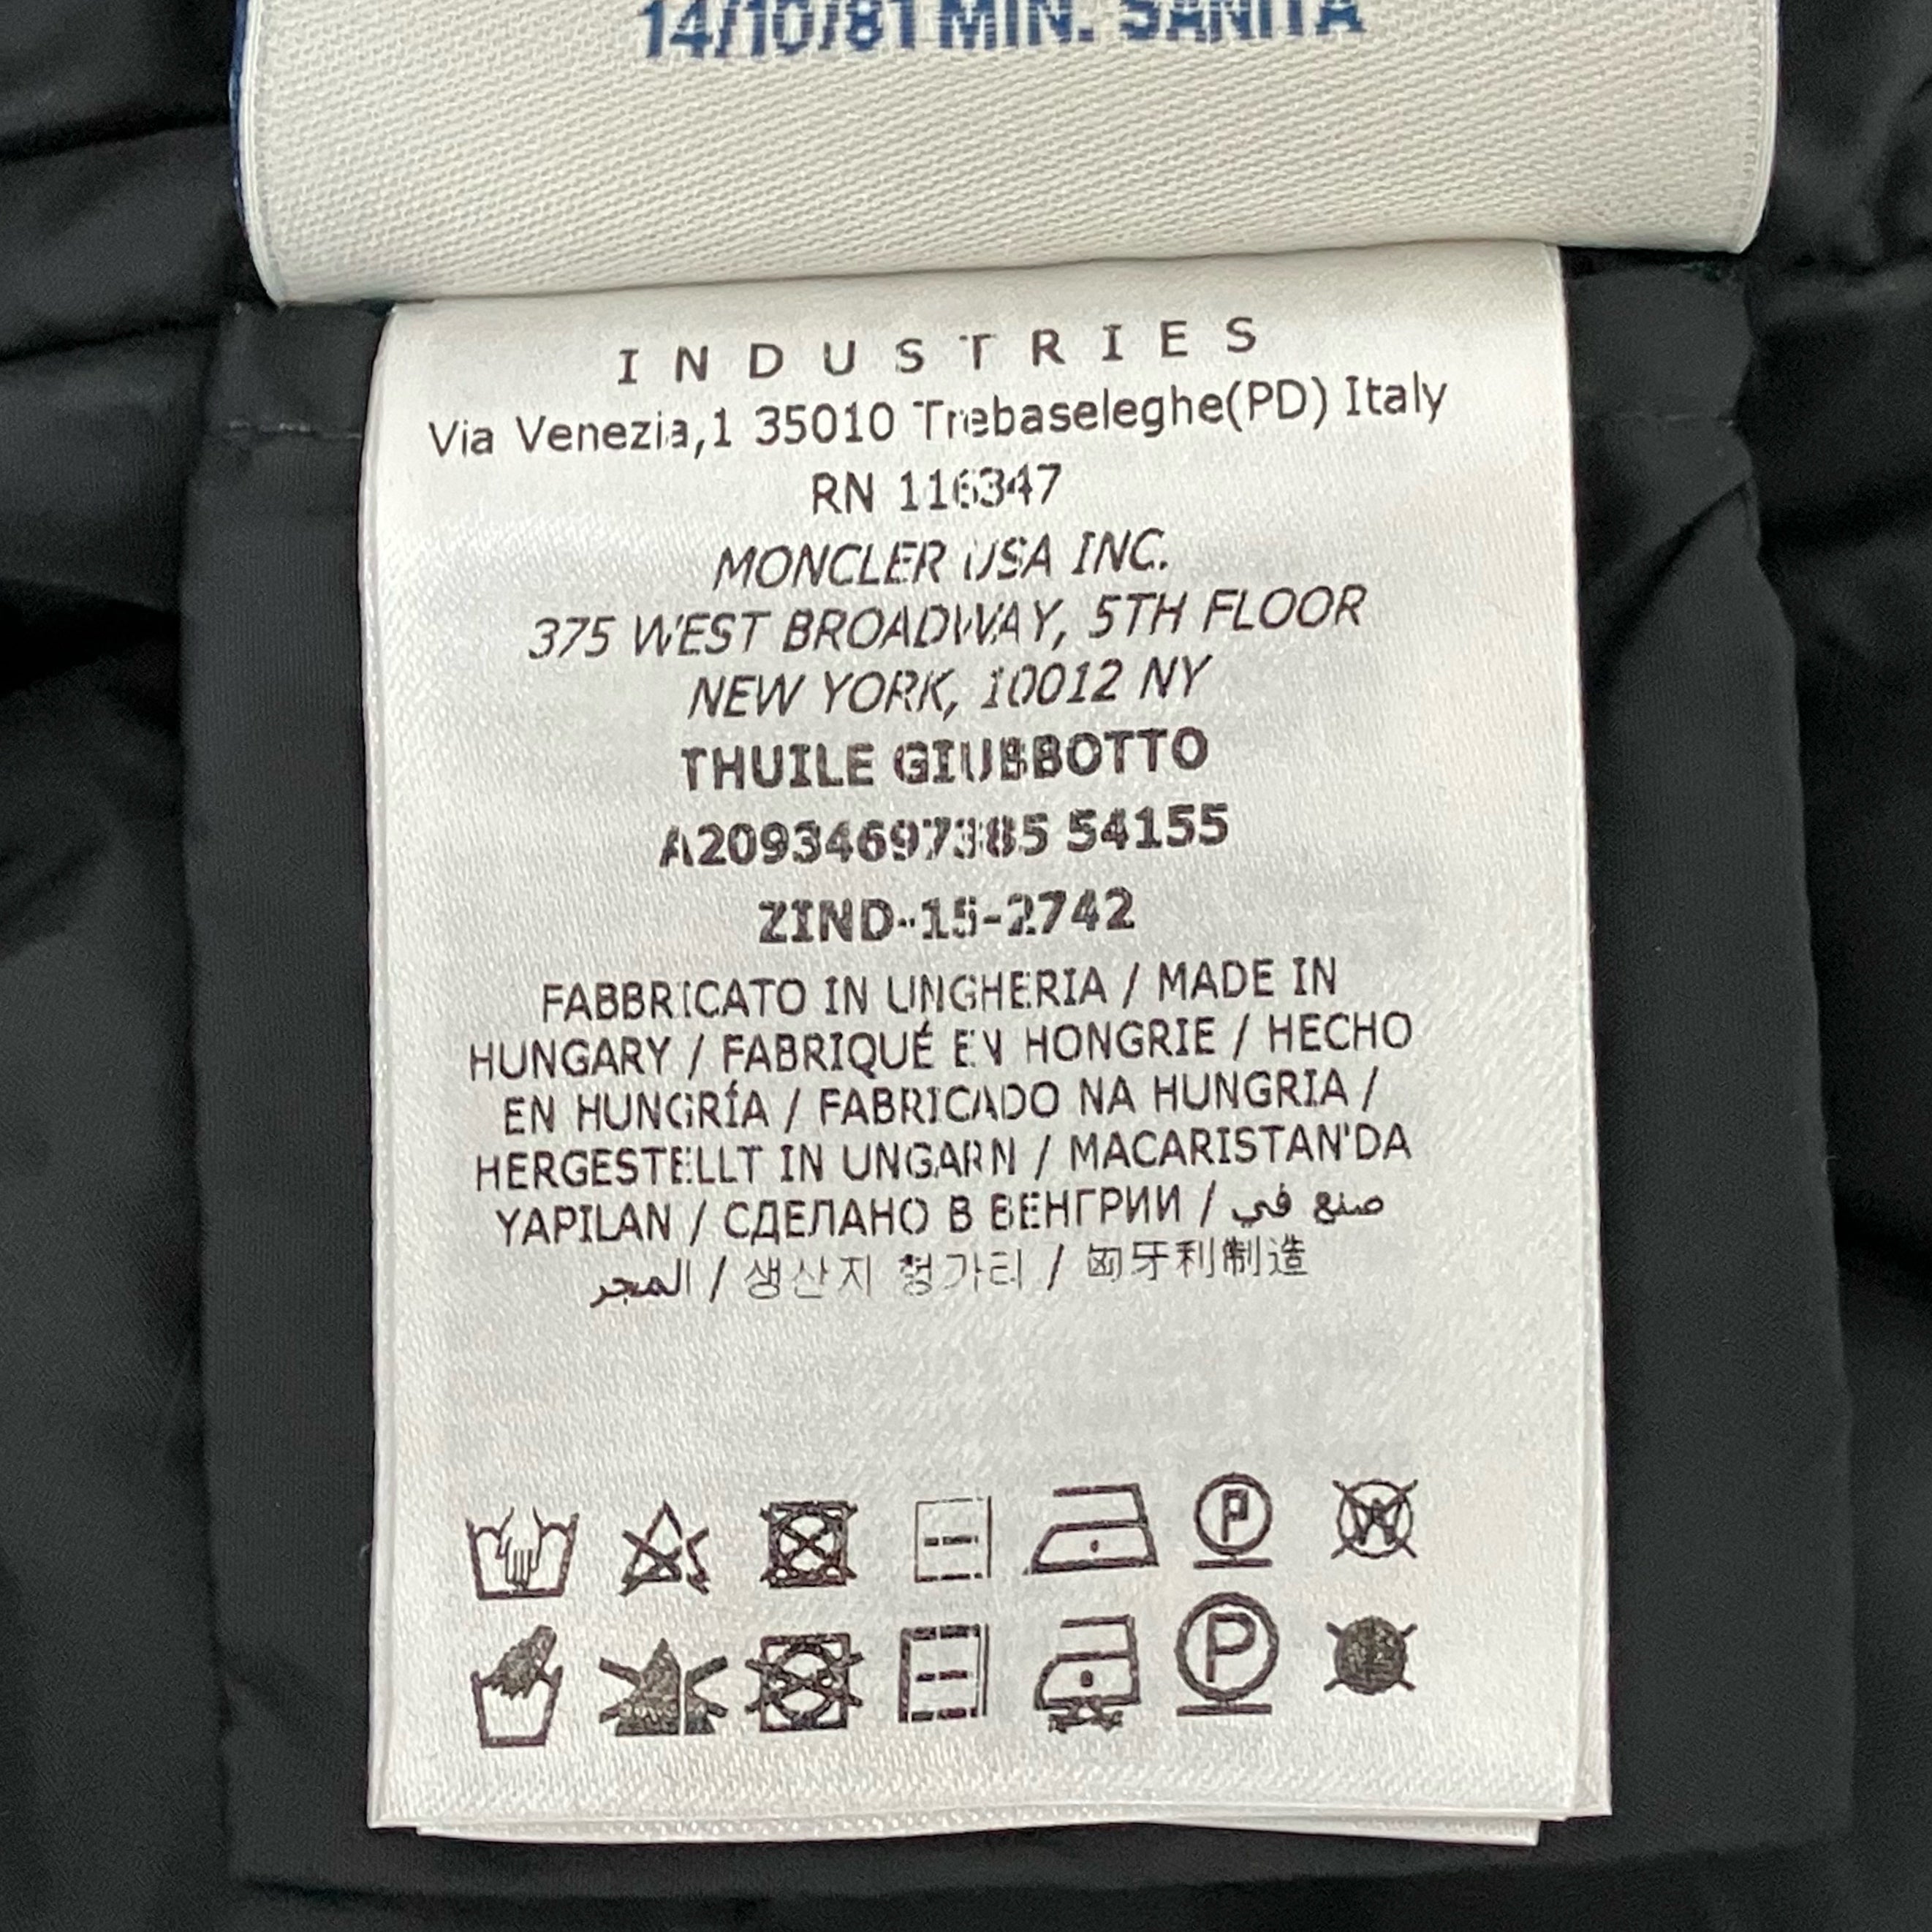 14/10/81 MIN. SANITA
INDUSTRIES
Via Venezia,1 35010 Trebaseleghe(PD) Italy
RN 116347
MONCLER USA INC.
375 WEST BROADWAY, 5TH FLOOR
NEW YORK, 10012 NY
THUILE GIUBBOTTO
A20934697385 54155
ZIND-15-2742
FABBRICATO IN UNGHERIA / MADE IN
HUNGARY / FABRIQUÉ EN HONGRIE / HECHO
EN HUNGRÍA / FABRICADO NA HUNGRIA /
HERGESTELLT IN UNGARN / MACARISTAN'DA
YAPILAN / СДЕЛАНО В ВЕНГРИИ / صنع في
المجر / 생산지 헝가리 / 匈牙利制造
P W
P